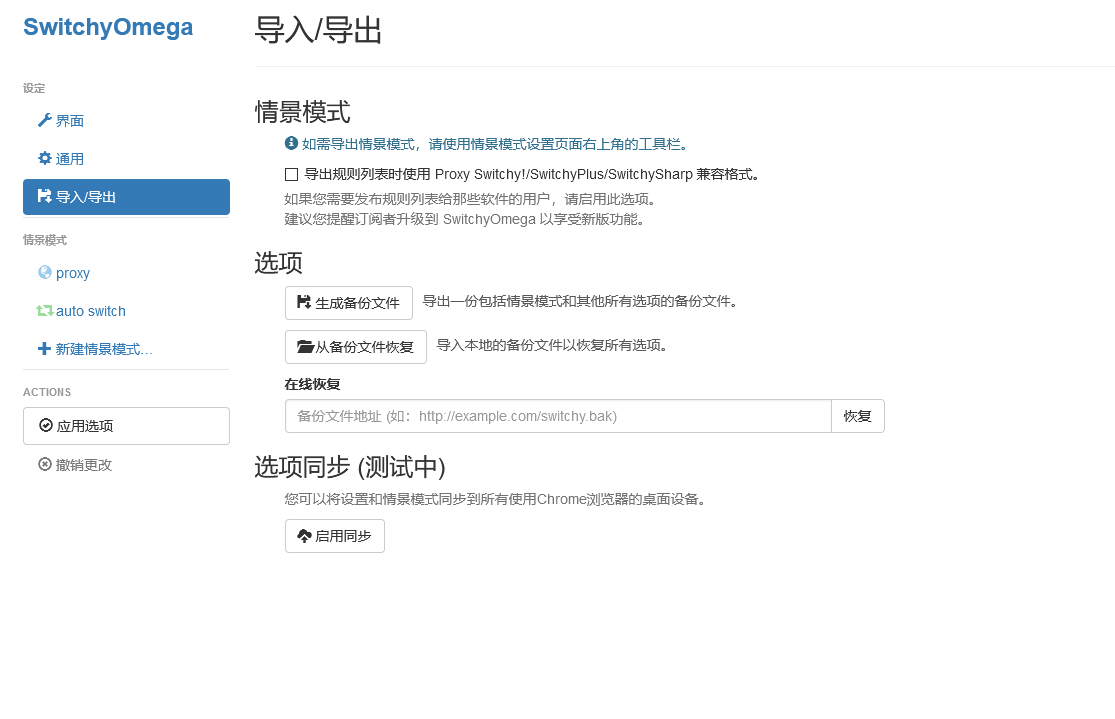 SwitchyOmega
设定
界面
通用
导入/导出
情景模式
proxy
auto switch
新建情景模式…
ACTIONS
应用选项
撤销更改
导入/导出
情景模式
如需导出情景模式，请使用情景模式设置页面右上角的工具栏。
导出规则列表时使用 Proxy Switchy!/SwitchyPlus/SwitchySharp 兼容格式。
如果您需要发布规则列表给那些软件的用户，请启用此选项。
建议您提醒订阅者升级到 SwitchyOmega 以享受新版功能。
选项
生成备份文件 导出一份包括情景模式和其他所有选项的备份文件。
从备份文件恢复 导入本地的备份文件以恢复所有选项。
在线恢复
备份文件地址 (如：http://example.com/switchy.bak) 恢复
选项同步 (测试中)
您可以将设置和情景模式同步到所有使用Chrome浏览器的桌面设备。
启用同步